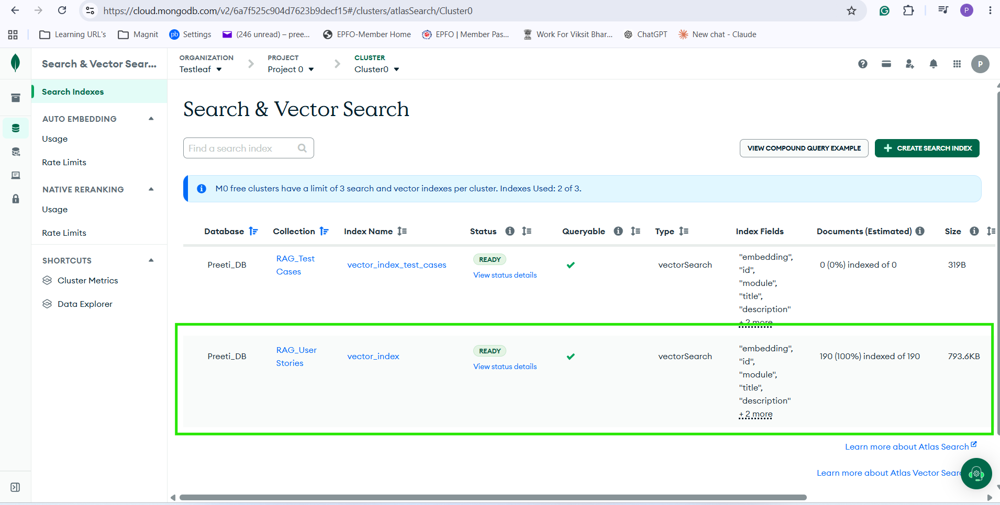 https://cloud.mongodb.com/v2/6a7f525c904d7623b9decf15#/clusters/atlasSearch/Cluster0
P
Learning URL's
Magnit
pb Settings
(246 unread) – pree...
EPFO-Member Home
EPFO | Member Pas...
Work For Viksit Bhar...
ChatGPT
New chat - Claude
Search & Vector Sear...
ORGANIZATION
Testleaf
PROJECT
Project 0
CLUSTER
Cluster0
P
Search Indexes
AUTO EMBEDDING
Usage
Rate Limits
NATIVE RERANKING
Usage
Rate Limits
SHORTCUTS
Cluster Metrics
Data Explorer
Search & Vector Search
Find a search index
VIEW COMPOUND QUERY EXAMPLE
CREATE SEARCH INDEX
M0 free clusters have a limit of 3 search and vector indexes per cluster. Indexes Used: 2 of 3.
Database Collection Index Name Status Queryable Type Index Fields Documents (Estimated) Size
Preeti_DB
RAG_Test
Cases
vector_index_test_cases
READY
View status details
vectorSearch
"embedding",
"id",
"module",
"title",
"description"
+ 2 more
0 (0%) indexed of 0
319B
Preeti_DB
RAG_User
Stories
vector_index
READY
View status details
vectorSearch
"embedding",
"id",
"module",
"title",
"description"
+ 2 more
190 (100%) indexed of 190
793.6KB
Learn more about Atlas Search
Learn more about Atlas Vector Sear